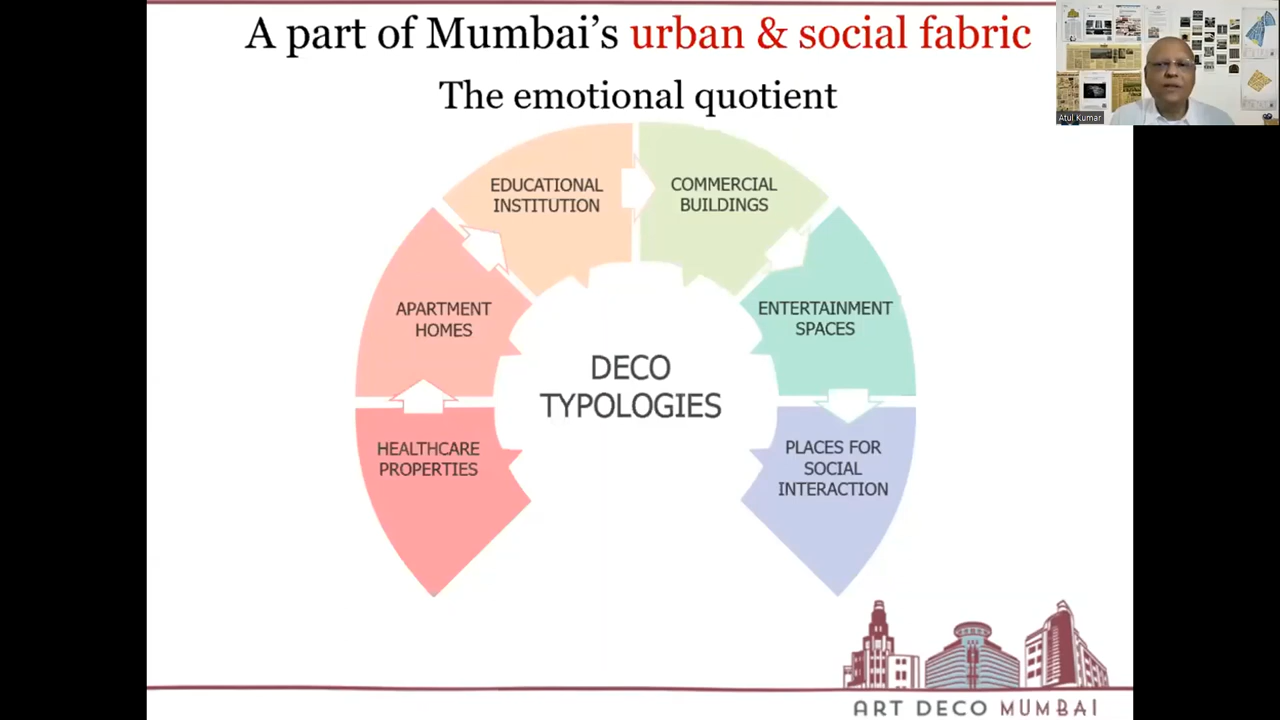 A part of Mumbai's urban & social fabric
The emotional quotient
Atul Kumar
EDUCATIONAL
INSTITUTION
COMMERCIAL
BUILDINGS
APARTMENT
HOMES
ENTERTAINMENT
SPACES
DECO
TYPOLOGIES
HEALTHCARE
PROPERTIES
PLACES FOR
SOCIAL
INTERACTION
ART DECO MUMBAI